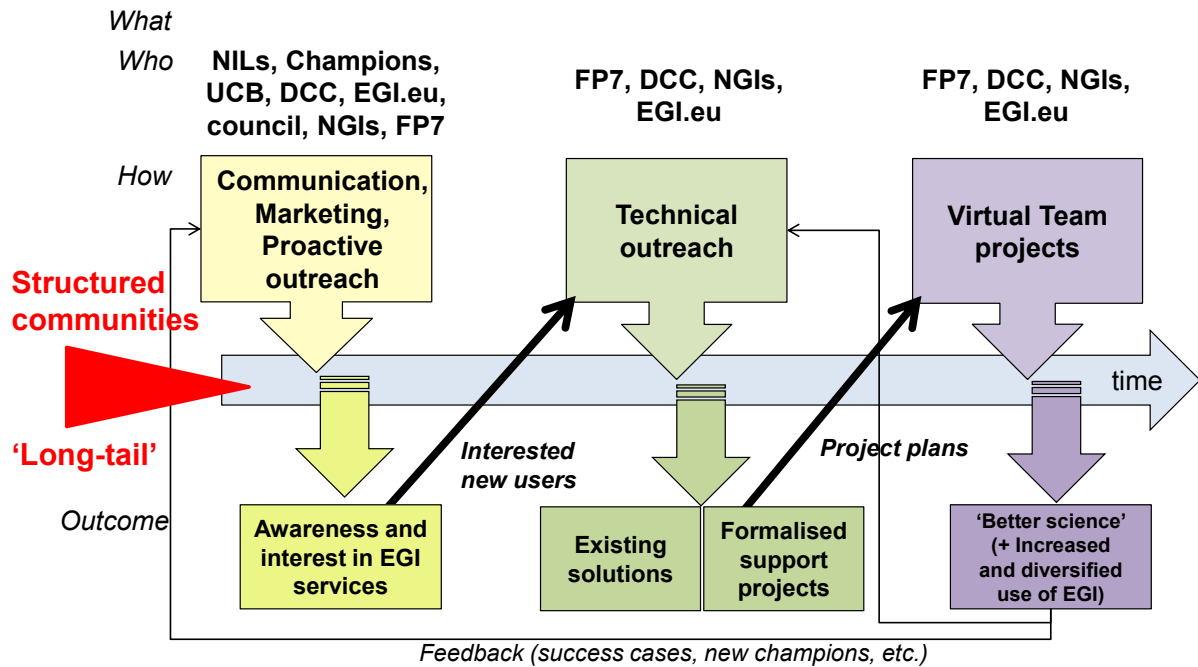 What
Who
NILs, Champions,
UCB, DCC, EGI.eu,
council, NGIs, FP7
FP7, DCC, NGIs,
EGI.eu
FP7, DCC, NGIs,
EGI.eu
How
Communication,
Marketing,
Proactive
outreach
Technical
outreach
Virtual Team
projects
Structured
communities
time
'Long-tail'
Interested
new users
Project plans
Outcome
Awareness and
interest in EGI
services
Existing
solutions
Formalised
support
projects
‘Better science’
(+ Increased
and diversified
use of EGI)
Feedback (success cases, new champions, etc.)